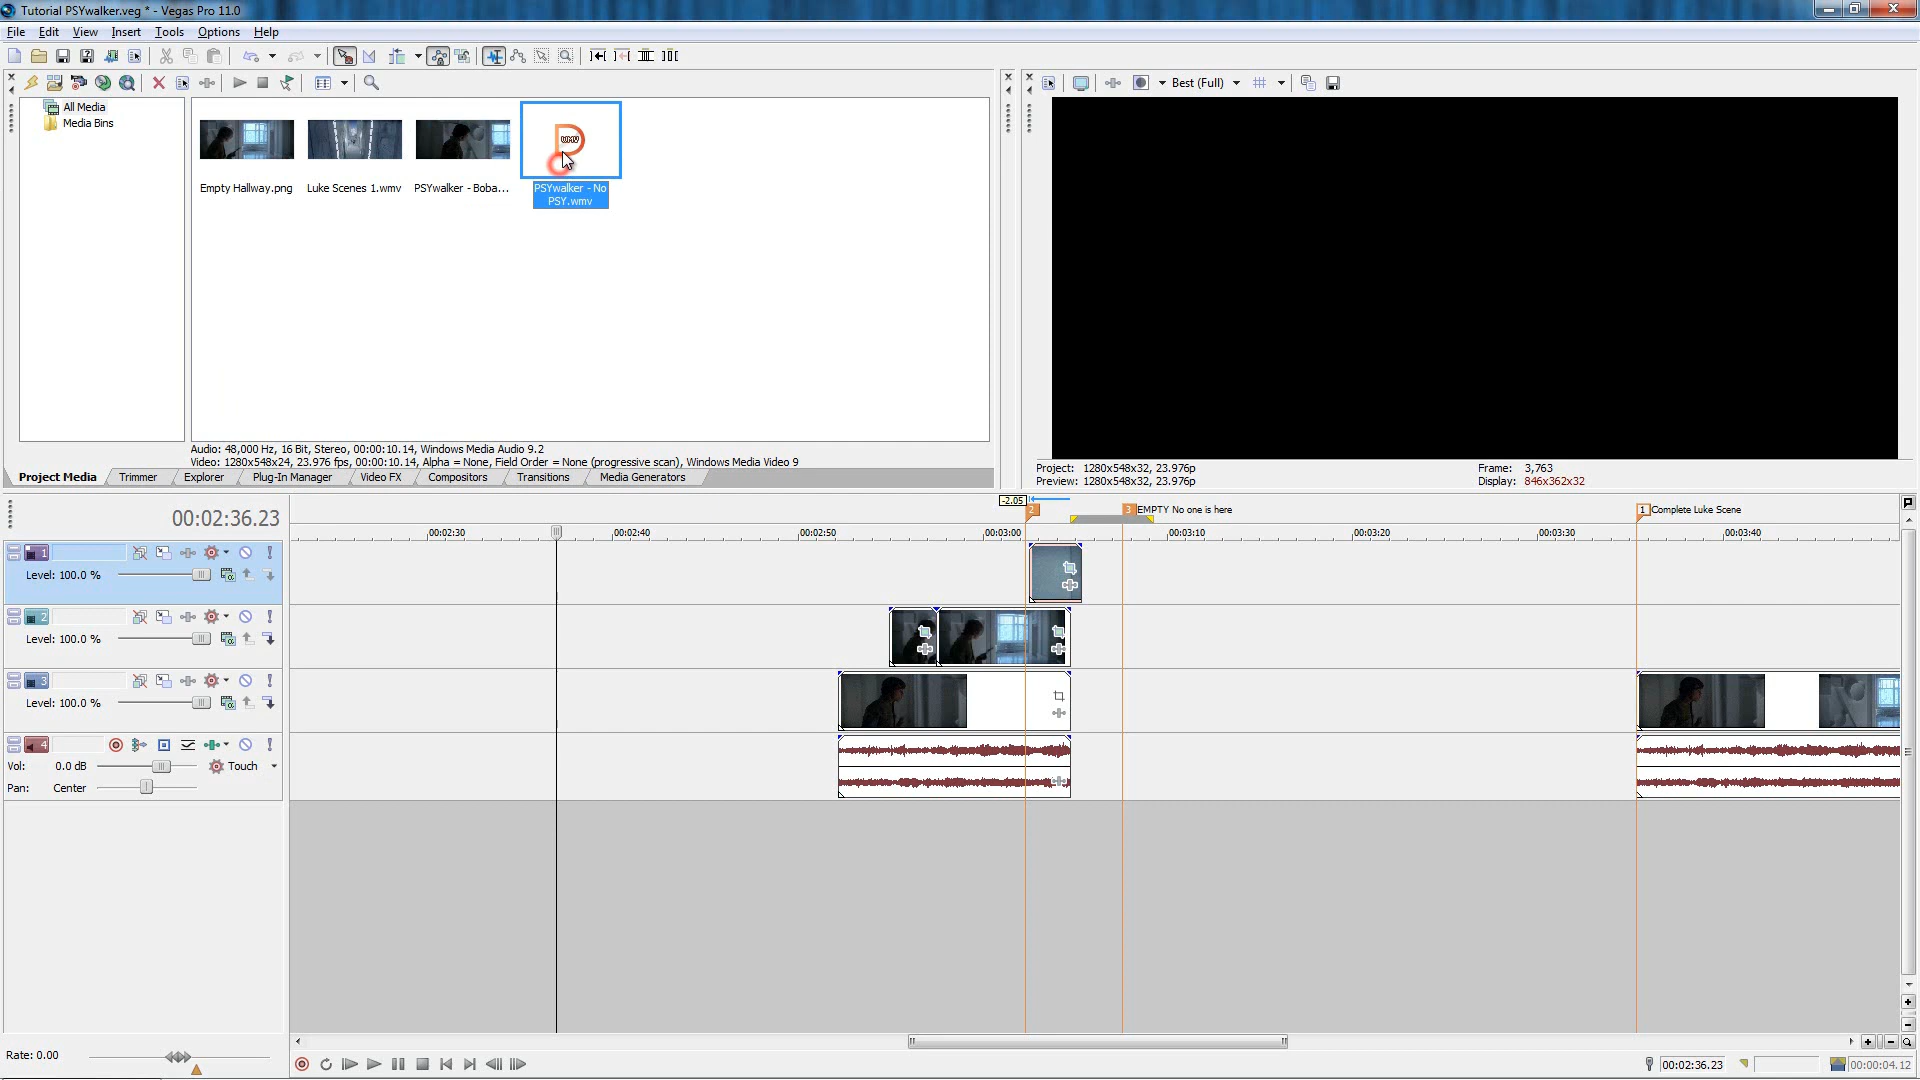 Tutorial PSYwalker.veg * - Vegas Pro 11.0
File Edit View Insert Tools Options Help
Best (Full)
All Media
Media Bins
WMV
Empty Hallway.png
Luke Scenes 1.wmv
PSYwalker - Boba...
PSYwalker - No
PSY.wmv
Audio: 48,000 Hz, 16 Bit, Stereo, 00:00:10.14, Windows Media Audio 9.2
Video: 1280x548x24, 23.976 fps, 00:00:10.14, Alpha = None, Field Order = None (progressive scan), Windows Media Video 9
Project: 1280x548x32, 23.976p
Preview: 1280x548x32, 23.976p
Frame: 3,763
Display: 846x362x32
Project Media Trimmer Explorer Plug-In Manager Video FX Compositors Transitions Media Generators
00:02:36.23
-2.05
2
3 EMPTY No one is here
1 Complete Luke Scene
00:02:30 00:02:40 00:02:50 00:03:00 00:03:10 00:03:20 00:03:30 00:03:40
1
Level: 100.0 %
2
Level: 100.0 %
3
Level: 100.0 %
4
Vol: 0.0 dB Touch
Pan: Center
Rate: 0.00
00:02:36.23
00:00:04.12